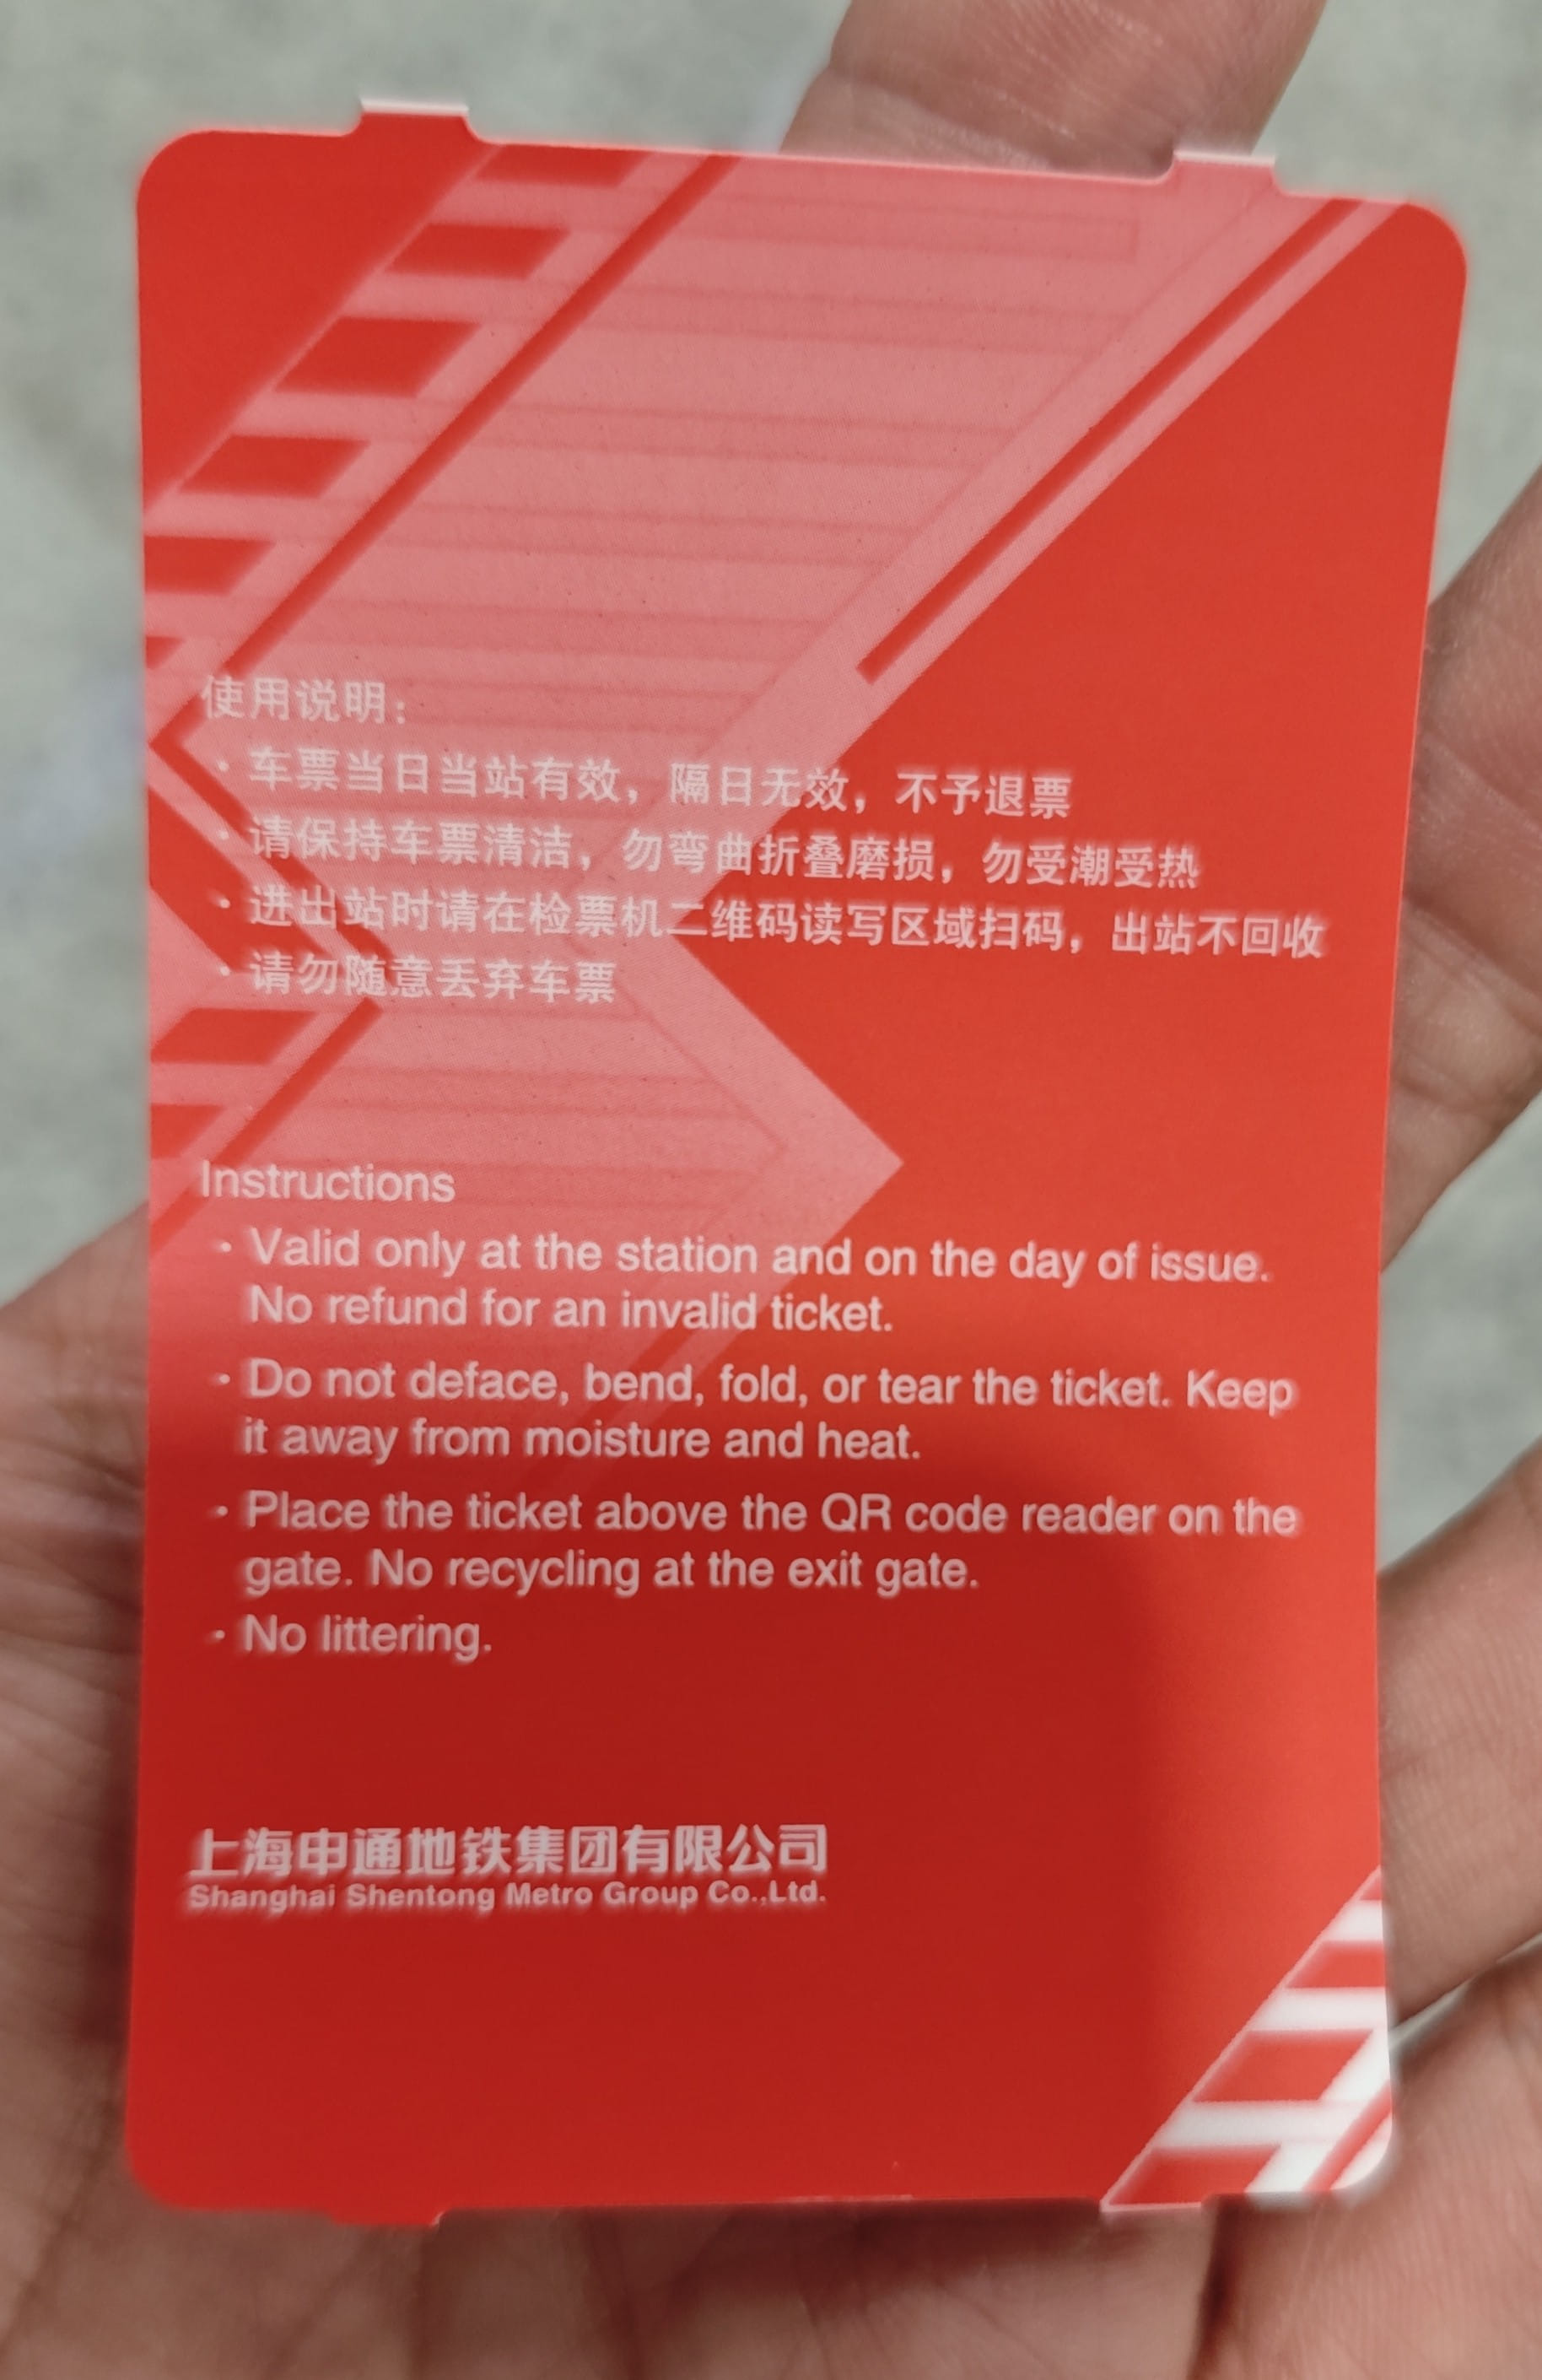 使用说明:
· 车票当日当站有效，隔日无效，不予退票
· 请保持车票清洁，勿弯曲折叠磨损，勿受潮受热
· 进出站时请在检票机二维码读写区域扫码，出站不回收
· 请勿随意丢弃车票
Instructions
· Valid only at the station and on the day of issue.
No refund for an invalid ticket.
· Do not deface, bend, fold, or tear the ticket. Keep
it away from moisture and heat.
· Place the ticket above the QR code reader on the
gate. No recycling at the exit gate.
· No littering.
上海申通地铁集团有限公司
Shanghai Shentong Metro Group Co.,Ltd.